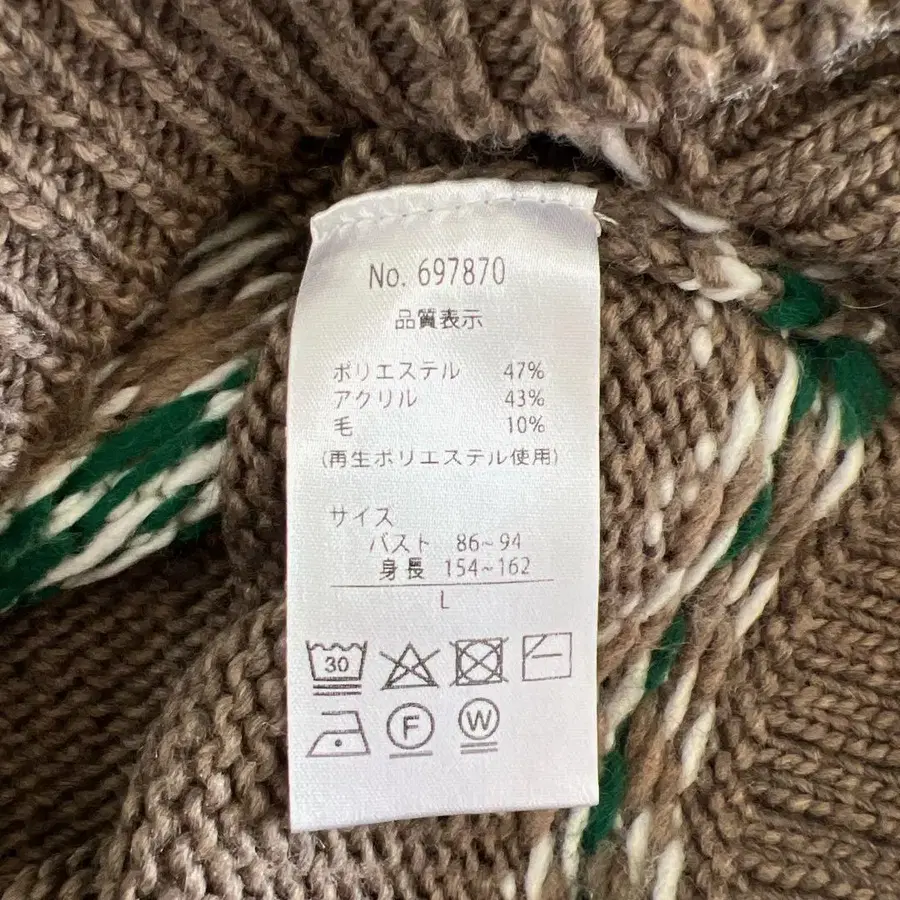 No. 697870
品質表示
ポリエステル 47%
アクリル 43%
毛 10%
(再生ポリエステル使用)
サイズ
バスト 86~94
身長 154~162
L
30
F W